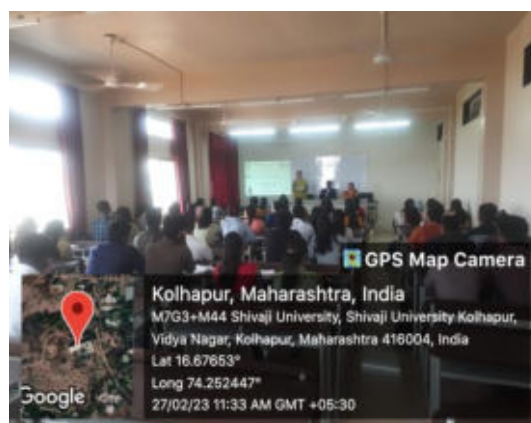 GPS Map Camera
Kolhapur, Maharashtra, India
M7G3+M44 Shivaji University, Shivaji University Kolhapur,
Vidya Nagar, Kolhapur, Maharashtra 416004, India
Lat 16.67653°
Long 74.252447°
27/02/23 11:33 AM GMT +05:30
Google